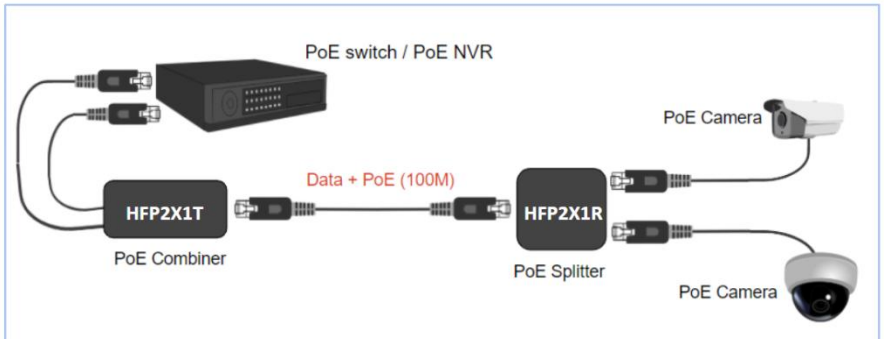 PoE switch / PoE NVR
PoE Camera
Data + PoE (100M)
HFP2X1T
HFP2X1R
PoE Combiner
PoE Splitter
PoE Camera